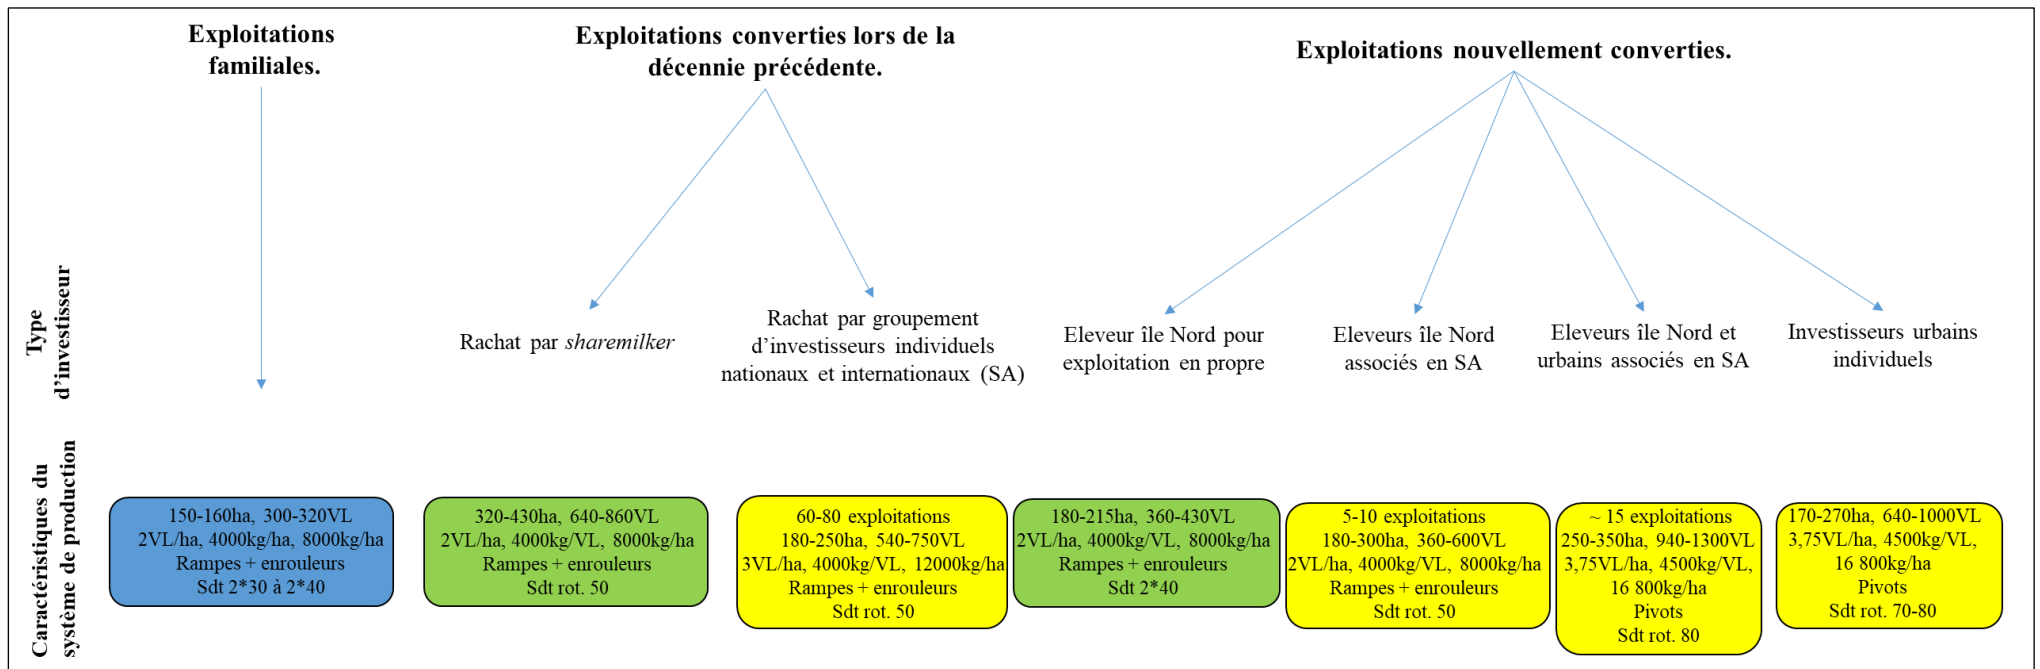 Exploitations
familiales.
Exploitations converties lors de la
décennie précédente.
Exploitations nouvellement converties.
Type
d’investisseur
Rachat par sharemilker
Rachat par groupement
d’investisseurs individuels
nationaux et internationaux (SA)
Eleveur île Nord pour
exploitation en propre
Eleveurs île Nord
associés en SA
Eleveurs île Nord et
urbains associés en SA
Investisseurs urbains
individuels
Caractéristiques du
système de production
150-160ha, 300-320VL
2VL/ha, 4000kg/ha, 8000kg/ha
Rampes + enrouleurs
Sdt 2*30 à 2*40
320-430ha, 640-860VL
2VL/ha, 4000kg/VL, 8000kg/ha
Rampes + enrouleurs
Sdt rot. 50
60-80 exploitations
180-250ha, 540-750VL
3VL/ha, 4000kg/VL, 12000kg/ha
Rampes + enrouleurs
Sdt rot. 50
180-215ha, 360-430VL
2VL/ha, 4000kg/VL, 8000kg/ha
Rampes + enrouleurs
Sdt 2*40
5-10 exploitations
180-300ha, 360-600VL
2VL/ha, 4000kg/VL, 8000kg/ha
Rampes + enrouleurs
Sdt rot. 50
~ 15 exploitations
250-350ha, 940-1300VL
3,75VL/ha, 4500kg/VL,
16 800kg/ha
Pivots
Sdt rot. 80
170-270ha, 640-1000VL
3,75VL/ha, 4500kg/VL,
16 800kg/ha
Pivots
Sdt rot. 70-80